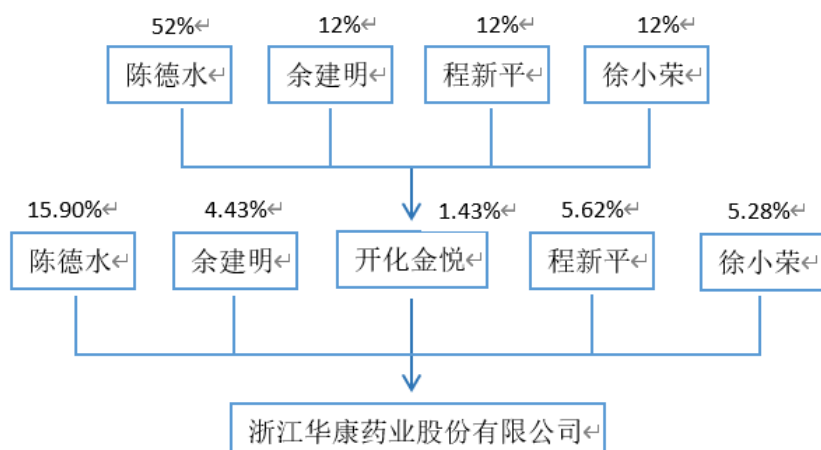 52% 12% 12% 12%
陈德水 余建明 程新平 徐小荣
15.90% 4.43% 1.43% 5.62% 5.28%
陈德水 余建明 开化金悦 程新平 徐小荣
浙江华康药业股份有限公司